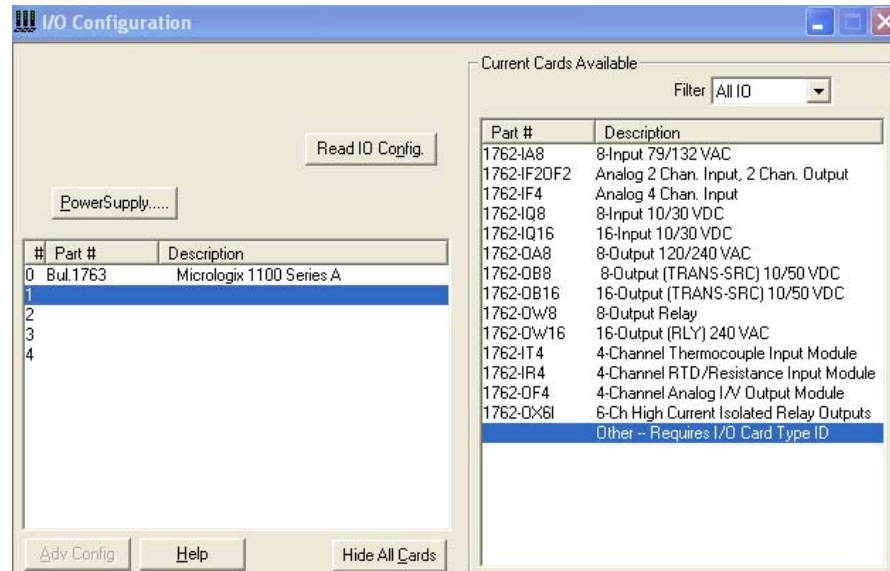 I/O Configuration
Read IO Config.
PowerSupply.....
# Part # Description
0 Bul.1763 Micrologix 1100 Series A
1
2
3
4
Adv Config Help Hide All Cards
Current Cards Available
Filter All IO
Part # Description
1762-IA8 8-Input 79/132 VAC
1762-IF2OF2 Analog 2 Chan. Input, 2 Chan. Output
1762-IF4 Analog 4 Chan. Input
1762-IQ8 8-Input 10/30 VDC
1762-IQ16 16-Input 10/30 VDC
1762-OA8 8-Output 120/240 VAC
1762-OB8 8-Output (TRANS-SRC) 10/50 VDC
1762-OB16 16-Output (TRANS-SRC) 10/50 VDC
1762-OW8 8-Output Relay
1762-OW16 16-Output (RLY) 240 VAC
1762-IT4 4-Channel Thermocouple Input Module
1762-IR4 4-Channel RTD/Resistance Input Module
1762-OF4 4-Channel Analog I/V Output Module
1762-OX6I 6-Ch High Current Isolated Relay Outputs
Other -- Requires I/O Card Type ID